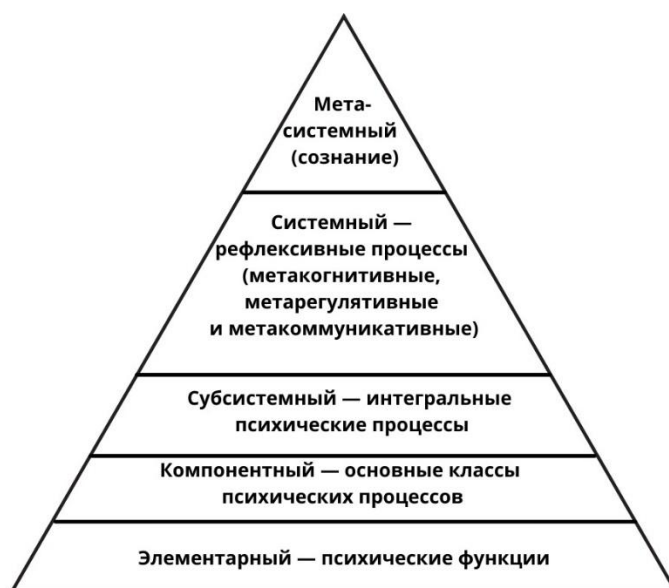 Мета-
системный
(сознание)
Системный —
рефлексивные процессы
(метакогнитивные,
метарегулятивные
и метакоммуникативные)
Субсистемный — интегральные
психические процессы
Компонентный — основные классы
психических процессов
Элементарный — психические функции